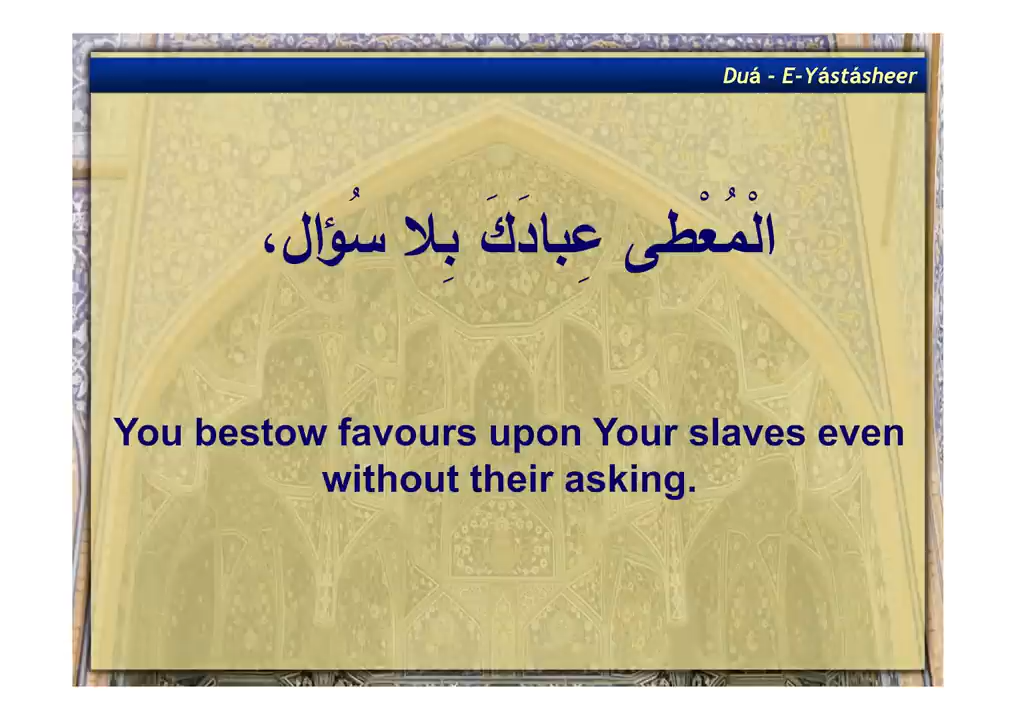 Duá - E-Yástásheer
الْمُعْطى عِبادَكَ بِلا سُؤال،
You bestow favours upon Your slaves even
without their asking.